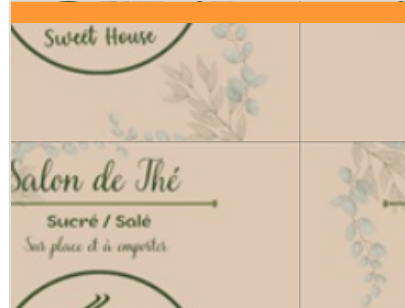 Sweet House
Salon de Thé
Sucré / Salé
Sur place et à emporter